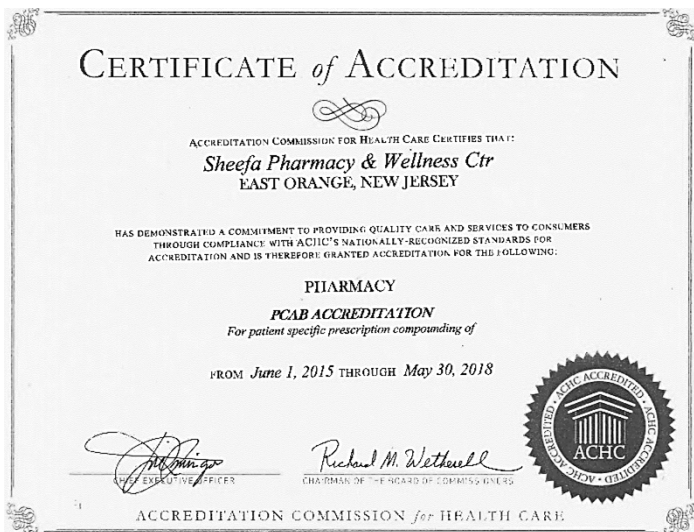 CERTIFICATE of ACCREDITATION
ACCREDITATION COMMISSION FOR HEALTH CARE CERTIFIES THAT:
Sheefa Pharmacy & Wellness Ctr
EAST ORANGE, NEW JERSEY
HAS DEMONSTRATED A COMMITMENT TO PROVIDING QUALITY CARE AND SERVICES TO CONSUMERS
THROUGH COMPLIANCE WITH ACHC'S NATIONALLY-RECOGNIZED STANDARDS FOR
ACCREDITATION AND IS THEREFORE GRANTED ACCREDITATION FOR THE FOLLOWING:
PHARMACY
PCAB ACCREDITATION
For patient specific prescription compounding of
FROM June 1, 2015 THROUGH May 30, 2018
ACHC ACCREDITED · ACHC ACCREDITED · ACHC ACCREDITED ·
ACHC
Richard M. Wetherell
CHIEF EXECUTIVE OFFICER
CHAIRMAN OF THE BOARD OF COMMISSIONERS
ACCREDITATION COMMISSION for HEALTH CARE